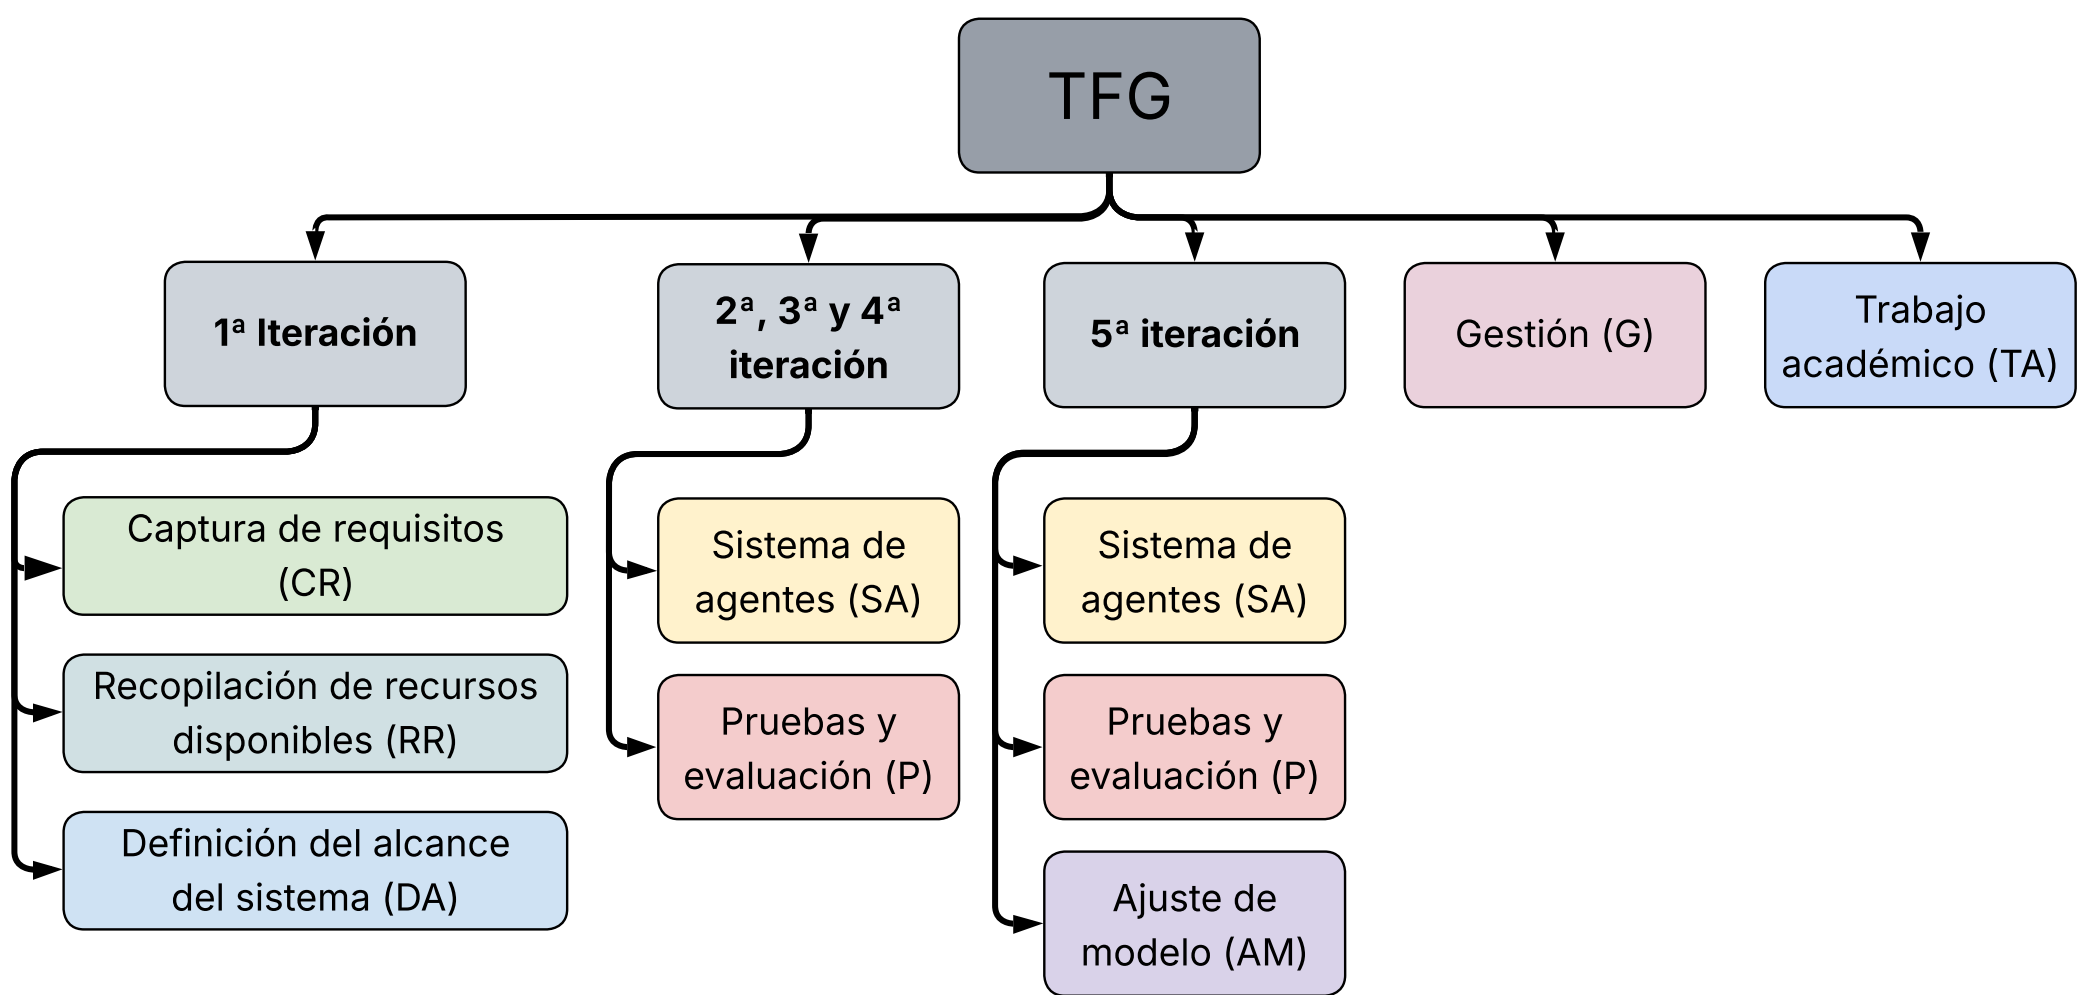 TFG
1ª Iteración
2ª, 3ª y 4ª
iteración
5ª iteración
Gestión (G)
Trabajo
académico (TA)
Captura de requisitos
(CR)
Recopilación de recursos
disponibles (RR)
Definición del alcance
del sistema (DA)
Sistema de
agentes (SA)
Pruebas y
evaluación (P)
Sistema de
agentes (SA)
Pruebas y
evaluación (P)
Ajuste de
modelo (AM)